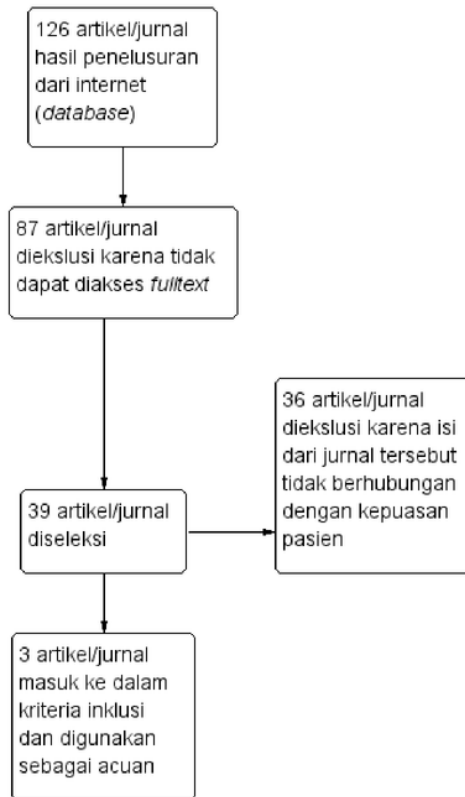 126 artikel/jurnal
hasil penelusuran
dari internet
(database)
87 artikel/jurnal
diekslusi karena tidak
dapat diakses fulltext
36 artikel/jurnal
diekslusi karena isi
dari jurnal tersebut
tidak berhubungan
dengan kepuasan
pasien
39 artikel/jurnal
diseleksi
3 artikel/jurnal
masuk ke dalam
kriteria inklusi
dan digunakan
sebagai acuan